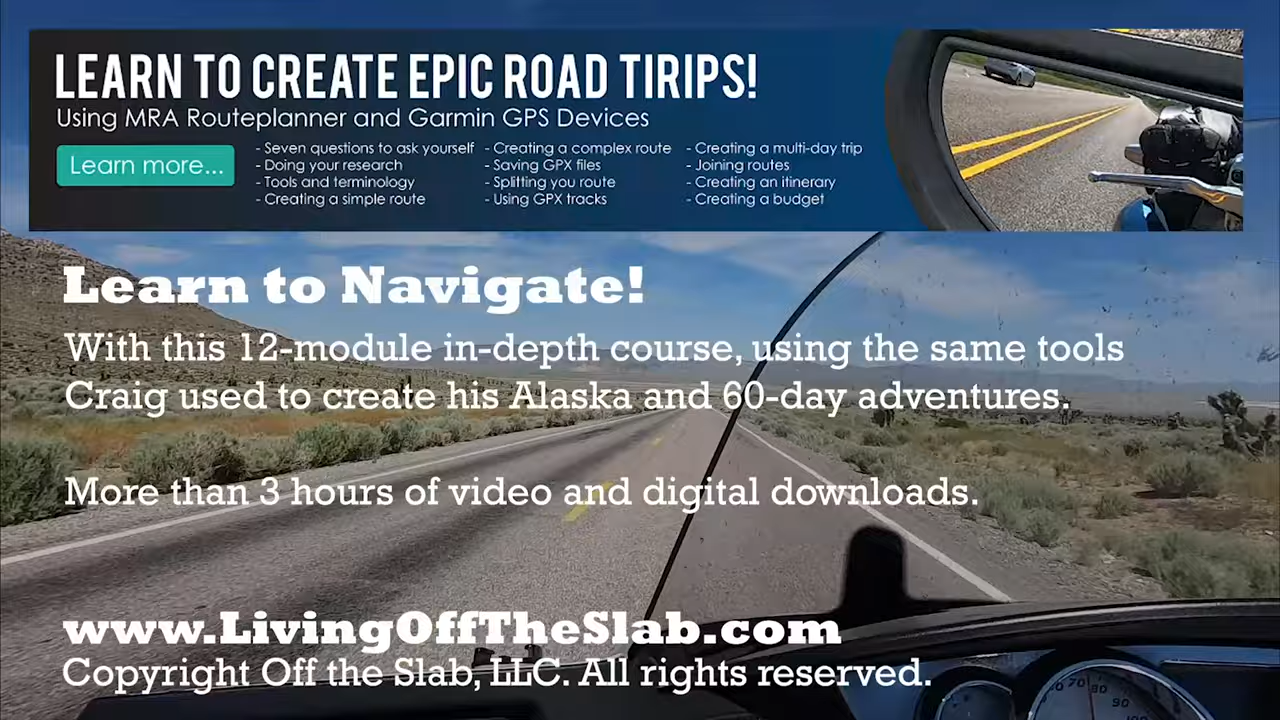 LEARN TO CREATE EPIC ROAD TIRIPS!
Using MRA Routeplanner and Garmin GPS Devices
Learn more...
- Seven questions to ask yourself
- Doing your research
- Tools and terminology
- Creating a simple route
- Creating a complex route
- Saving GPX files
- Splitting you route
- Using GPX tracks
- Creating a multi-day trip
- Joining routes
- Creating an itinerary
- Creating a budget
Learn to Navigate!
With this 12-module in-depth course, using the same tools
Craig used to create his Alaska and 60-day adventures.
More than 3 hours of video and digital downloads.
www.LivingOffTheSlab.com
Copyright Off the Slab, LLC. All rights reserved.
70 80
90